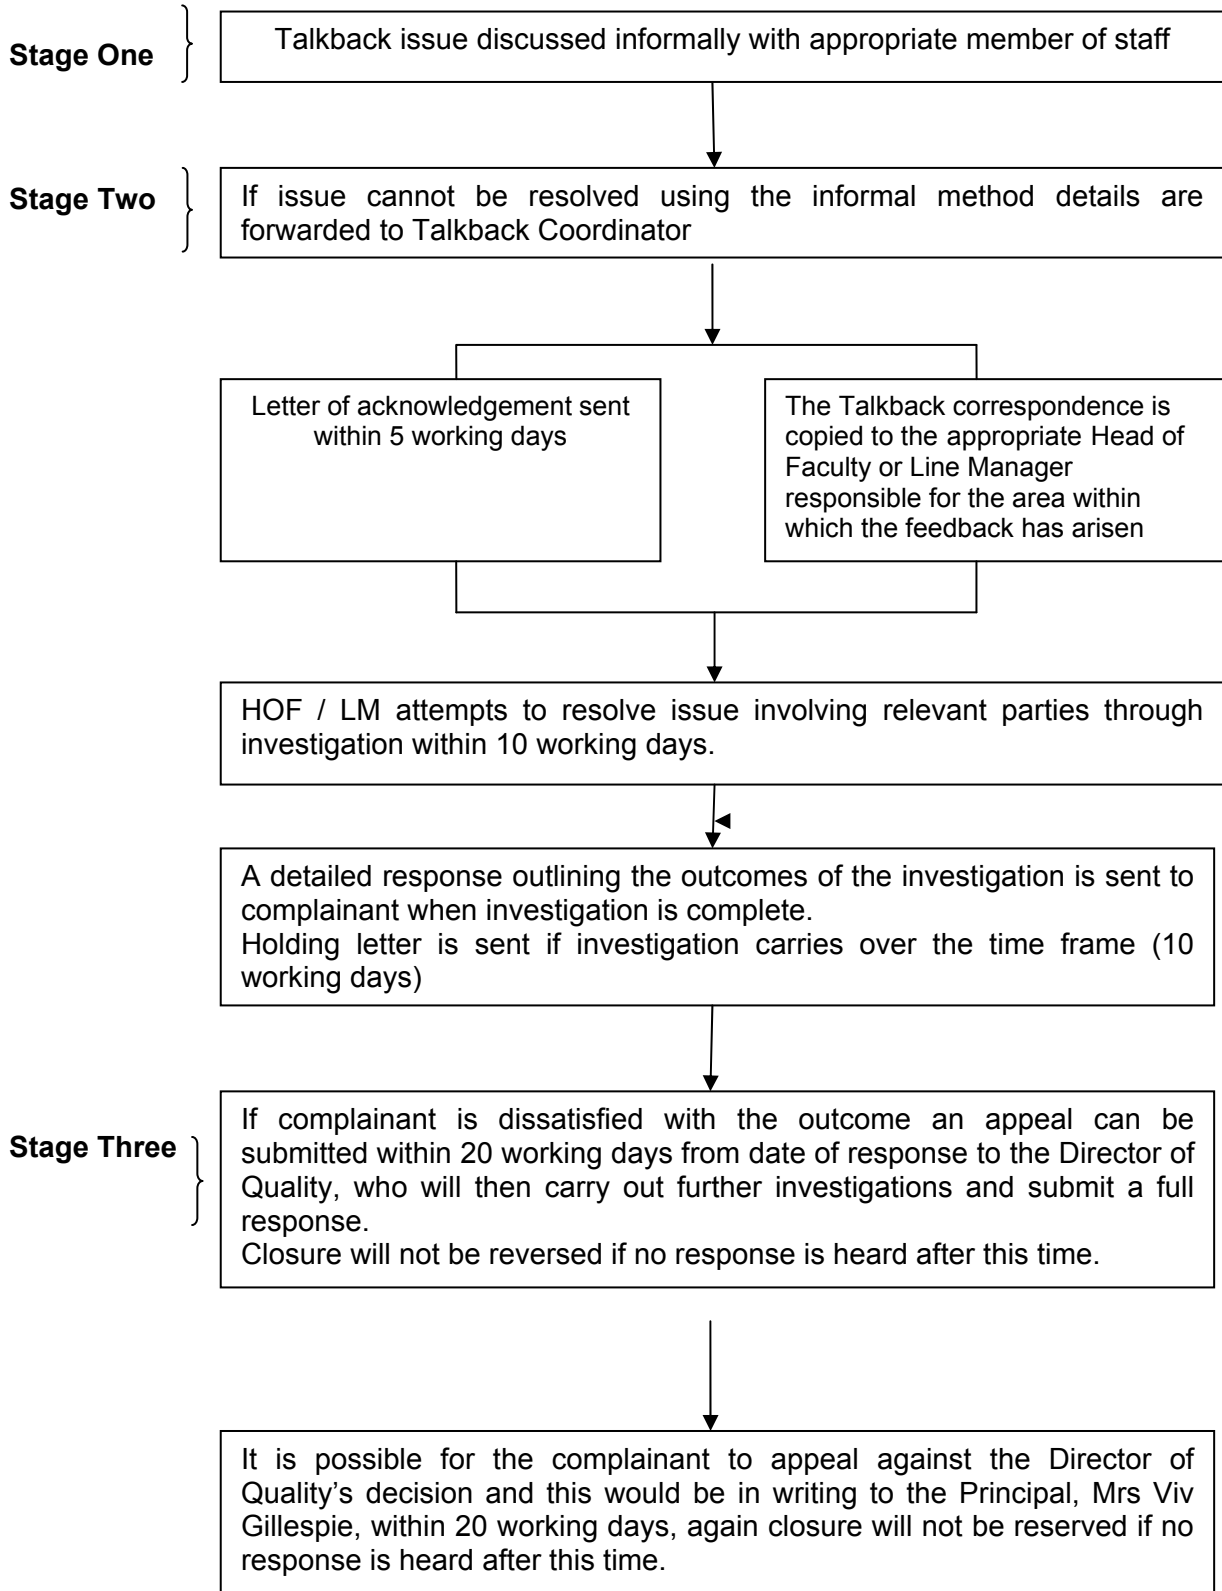 Stage One
Talkback issue discussed informally with appropriate member of staff
Stage Two
If issue cannot be resolved using the informal method details are
forwarded to Talkback Coordinator
Letter of acknowledgement sent
within 5 working days
The Talkback correspondence is
copied to the appropriate Head of
Faculty or Line Manager
responsible for the area within
which the feedback has arisen
HOF / LM attempts to resolve issue involving relevant parties through
investigation within 10 working days.
A detailed response outlining the outcomes of the investigation is sent to
complainant when investigation is complete.
Holding letter is sent if investigation carries over the time frame (10
working days)
Stage Three
If complainant is dissatisfied with the outcome an appeal can be
submitted within 20 working days from date of response to the Director of
Quality, who will then carry out further investigations and submit a full
response.
Closure will not be reversed if no response is heard after this time.
It is possible for the complainant to appeal against the Director of
Quality’s decision and this would be in writing to the Principal, Mrs Viv
Gillespie, within 20 working days, again closure will not be reserved if no
response is heard after this time.